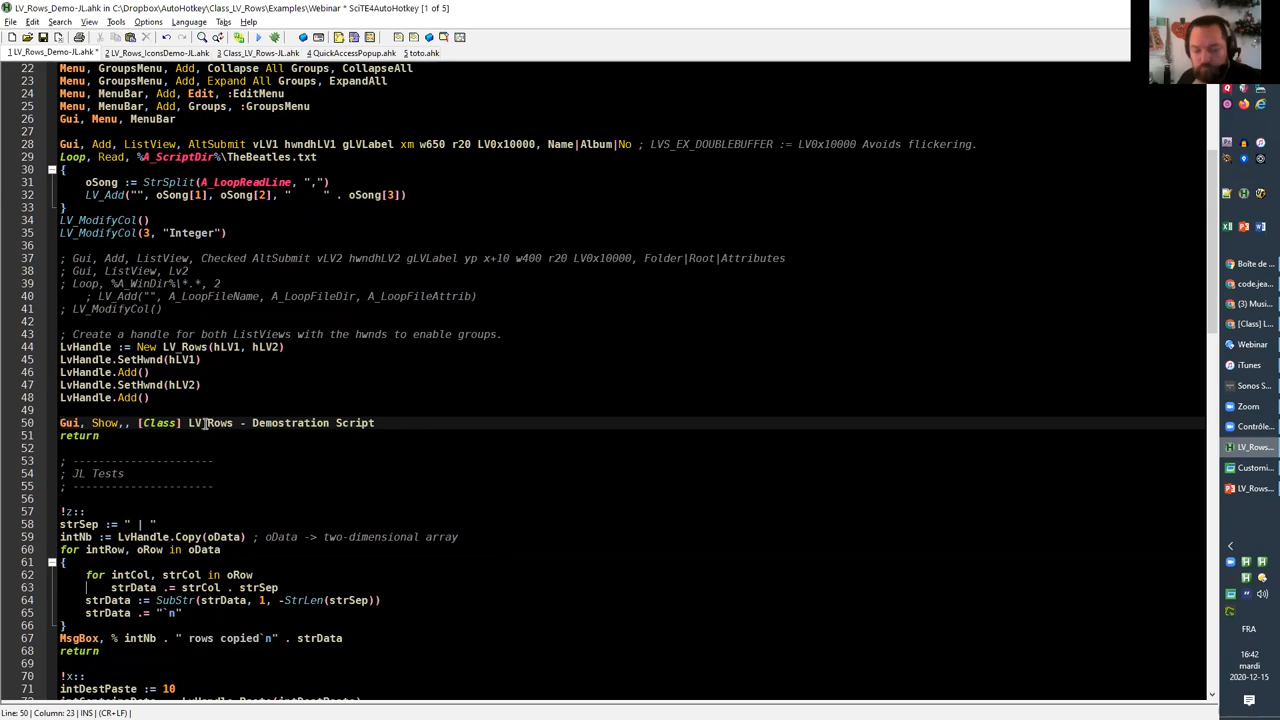 LV_Rows_Demo-JL.ahk in C:\Dropbox\AutoHotkey\Class_LV_Rows\Examples\Webinar * SciTE4AutoHotkey [1 of 5]
File Edit Search View Tools Options Language Tabs Help
1 LV_Rows_Demo-JL.ahk * 2 LV_Rows_IconsDemo-JL.ahk 3 Class_LV_Rows-JL.ahk 4 QuickAccessPopup.ahk 5 toto.ahk
22 Menu, GroupsMenu, Add, Collapse All Groups, CollapseAll
23 Menu, GroupsMenu, Add, Expand All Groups, ExpandAll
24 Menu, MenuBar, Add, Edit, :EditMenu
25 Menu, MenuBar, Add, Groups, :GroupsMenu
26 Gui, Menu, MenuBar
27
28 Gui, Add, ListView, AltSubmit vLV1 hwndhLV1 gLVLabel xm w650 r20 LV0x10000, Name|Album|No ; LVS_EX_DOUBLEBUFFER := LV0x10000 Avoids flickering.
29 Loop, Read, %A_ScriptDir%\TheBeatles.txt
30 {
31 oSong := StrSplit(A_LoopReadLine, ",")
32 LV_Add("", oSong[1], oSong[2], "     " . oSong[3])
33 }
34 LV_ModifyCol()
35 LV_ModifyCol(3, "Integer")
36
37 ; Gui, Add, ListView, Checked AltSubmit vLV2 hwndhLV2 gLVLabel yp x+10 w400 r20 LV0x10000, Folder|Root|Attributes
38 ; Gui, ListView, Lv2
39 ; Loop, %A_WinDir%\*.*, 2
40 ; LV_Add("", A_LoopFileName, A_LoopFileDir, A_LoopFileAttrib)
41 ; LV_ModifyCol()
42
43 ; Create a handle for both ListViews with the hwnds to enable groups.
44 LvHandle := New LV_Rows(hLV1, hLV2)
45 LvHandle.SetHwnd(hLV1)
46 LvHandle.Add()
47 LvHandle.SetHwnd(hLV2)
48 LvHandle.Add()
49
50 Gui, Show,, [Class] LV_Rows - Demostration Script
51 return
52
53 ; ----------------------
54 ; JL Tests
55 ; ----------------------
56
57 !z::
58 strSep := " | "
59 intNb := LvHandle.Copy(oData) ; oData -> two-dimensional array
60 for intRow, oRow in oData
61 {
62 for intCol, strCol in oRow
63 strData .= strCol . strSep
64 strData := SubStr(strData, 1, -StrLen(strSep))
65 strData .= "`n"
66 }
67 MsgBox, % intNb . " rows copied`n" . strData
68 return
69
70 !x::
71 intDestPaste := 10
72
Line: 50 | Column: 23 | INS | (CR+LF)
Boîte de
code.jea
(3) Musi
[Class] L
Webinar
iTunes
Sonos S
Zoom
Contrôle
LV_Rows
Customi
LV_Rows
FRA
16:42
mardi
2020-12-15